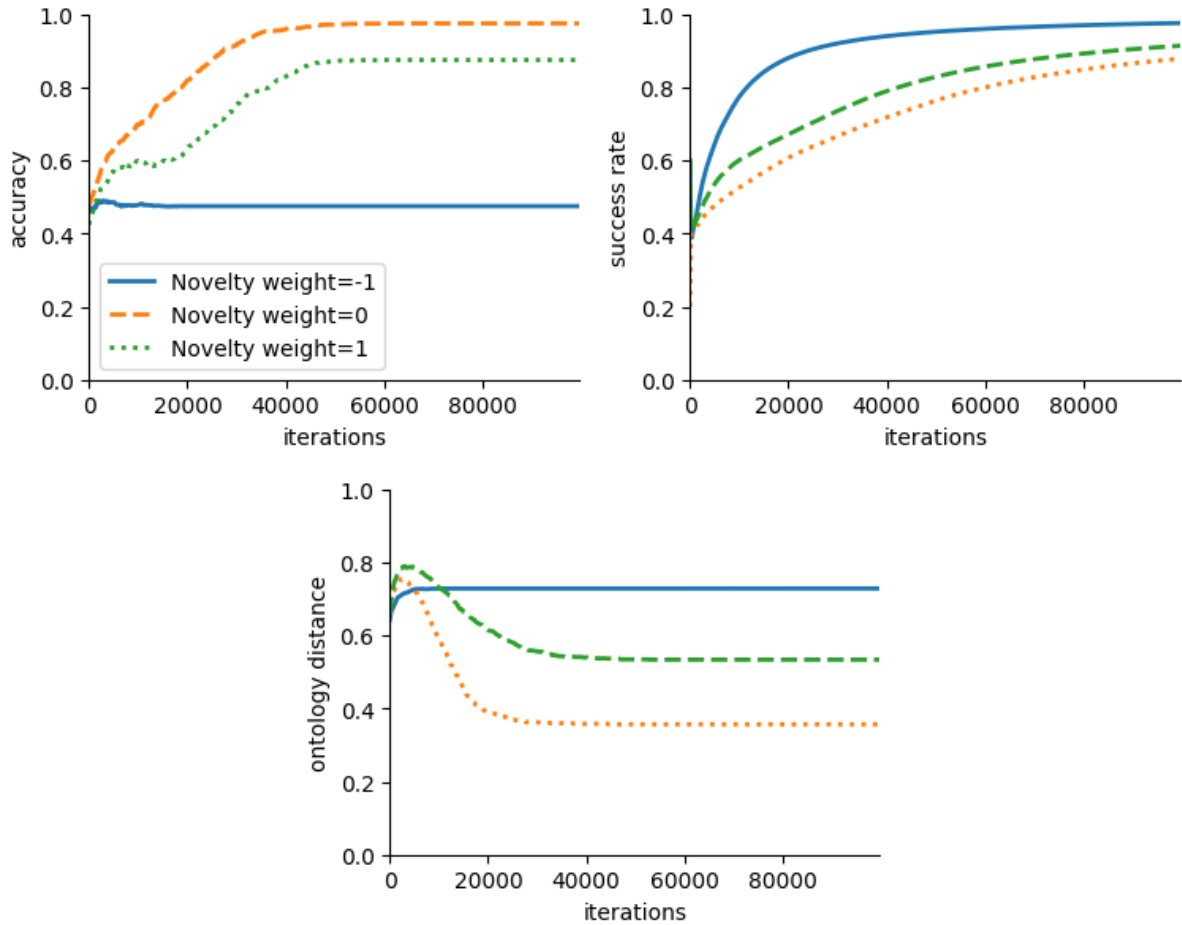 1.0
0.8
0.6
0.4
0.2
0.0
accuracy
Novelty weight=-1
Novelty weight=0
Novelty weight=1
0 20000 40000 60000 80000
iterations
1.0
0.8
0.6
0.4
0.2
0.0
success rate
0 20000 40000 60000 80000
iterations
1.0
0.8
0.6
0.4
0.2
0.0
ontology distance
0 20000 40000 60000 80000
iterations